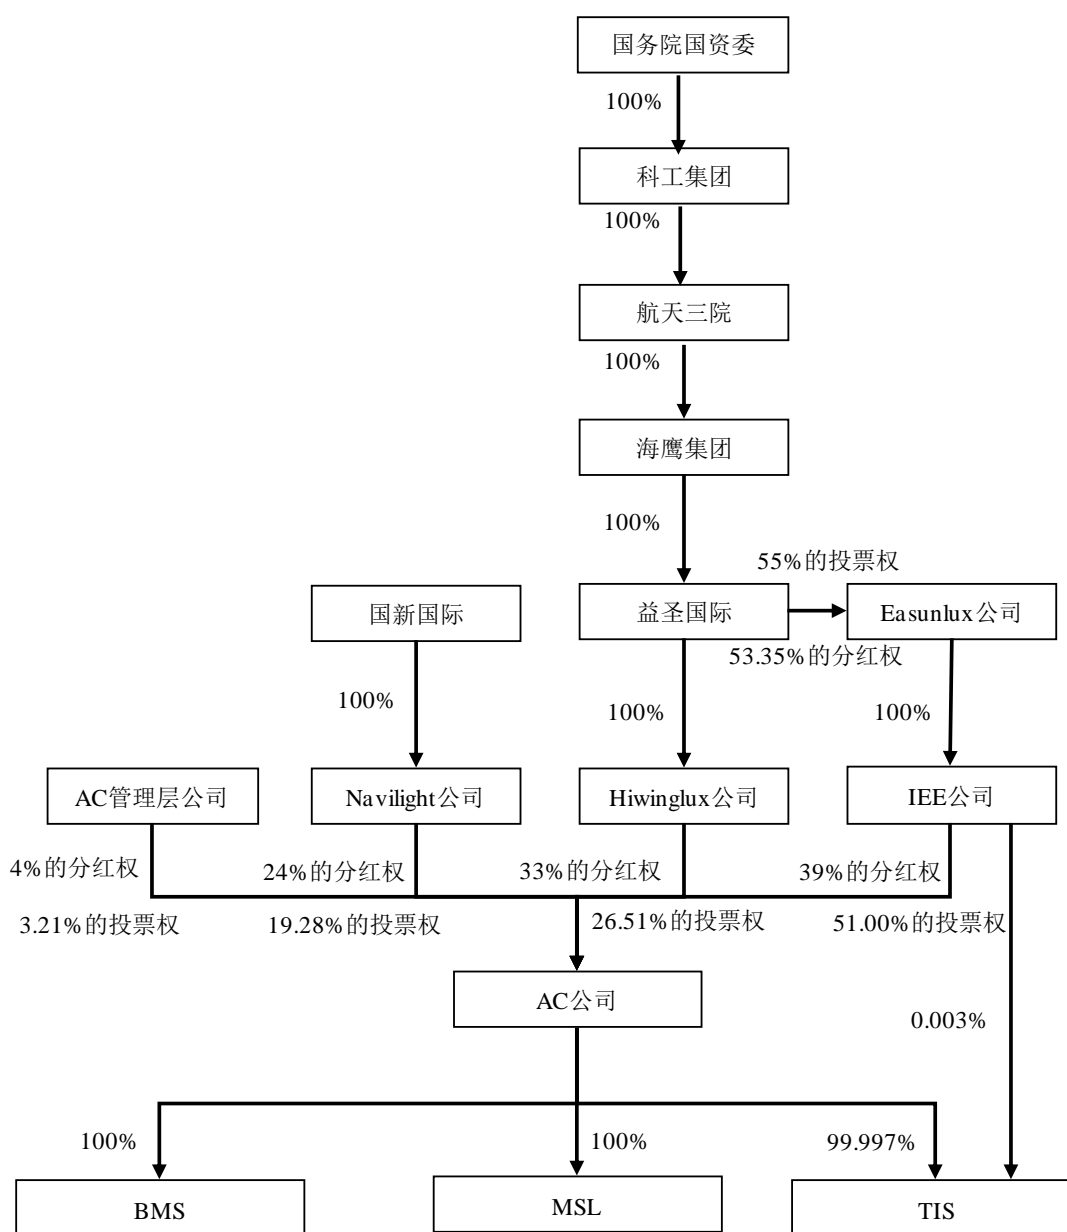 国务院国资委
100%
科工集团
100%
航天三院
100%
海鹰集团
100%
55%的投票权
国新国际
益圣国际
Easunlux公司
53.35%的分红权
100%
100%
100%
AC管理层公司
Navilight公司
Hiwinglux公司
IEE公司
4%的分红权
24%的分红权
33%的分红权
39%的分红权
3.21%的投票权
19.28%的投票权
26.51%的投票权
51.00%的投票权
AC公司
0.003%
100%
100%
99.997%
BMS
MSL
TIS